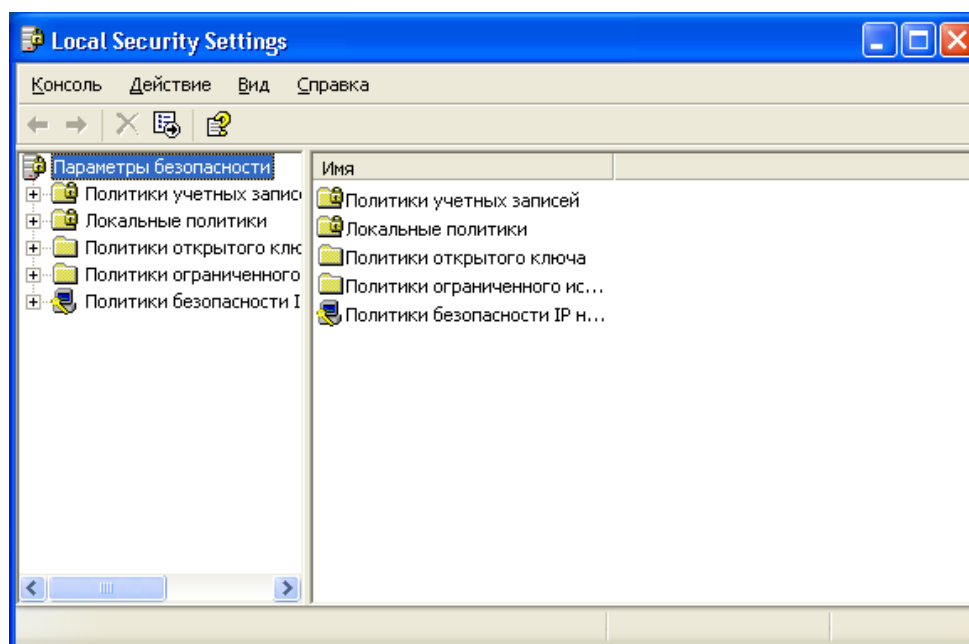 Local Security Settings
Консоль Действие Вид Справка
Параметры безопасности
Политики учетных запис
Локальные политики
Политики открытого клю
Политики ограниченного
Политики безопасности I
Имя
Политики учетных записей
Локальные политики
Политики открытого ключа
Политики ограниченного ис...
Политики безопасности IP н...